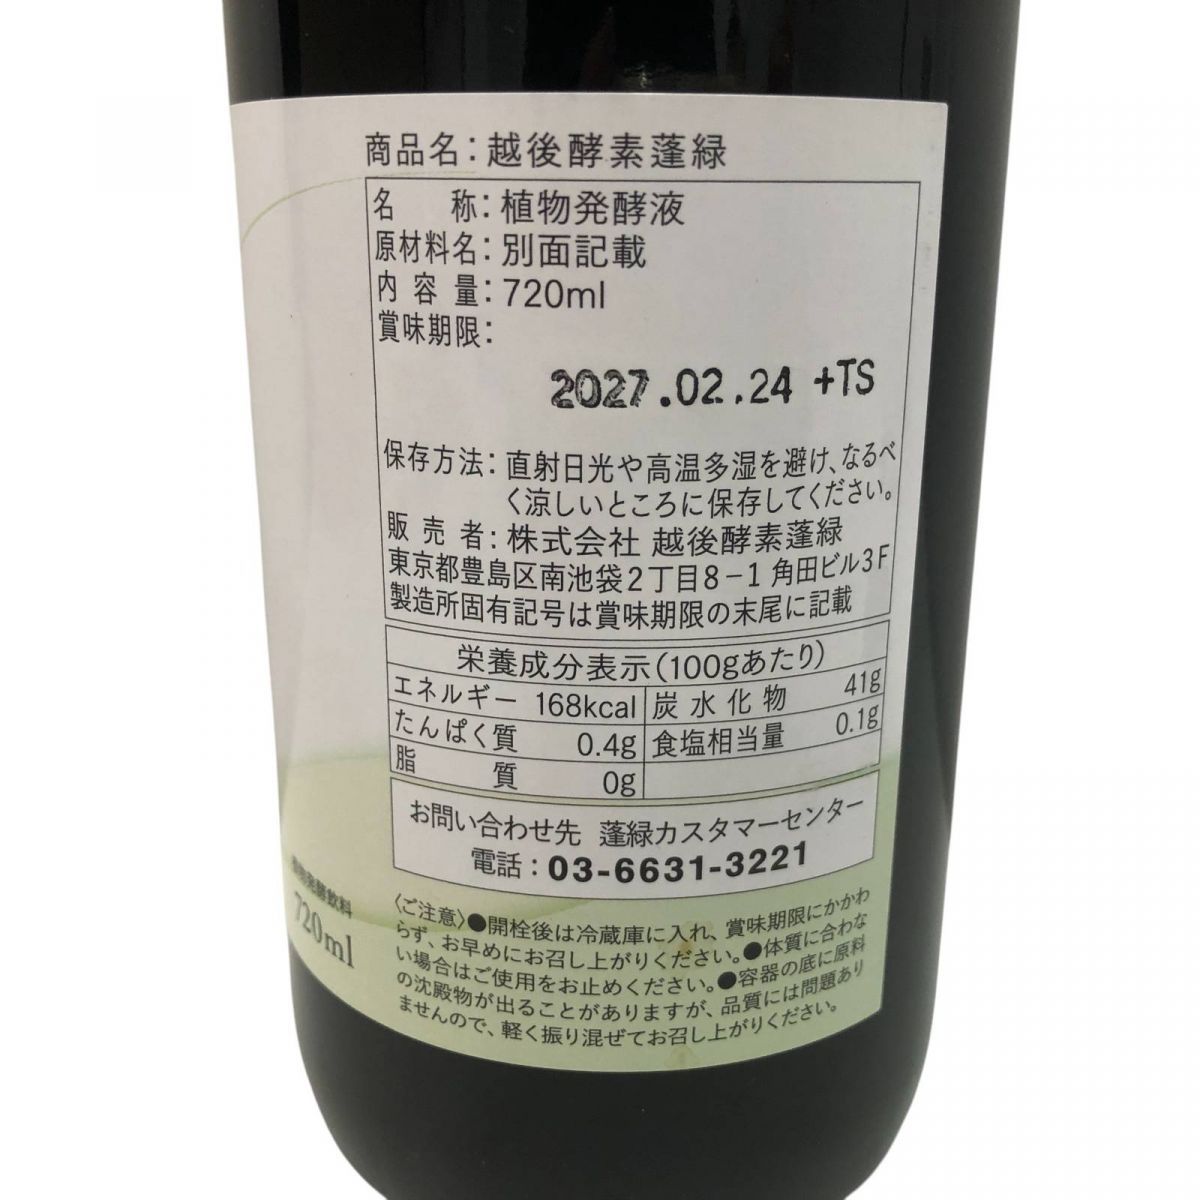 商品名：越後酵素蓬緑
名　　称：植物発酵液
原材料名：別面記載
内 容 量：720ml
賞味期限：
2027.02.24 +TS
保存方法：直射日光や高温多湿を避け、なるべ
く涼しいところに保存してください。
販 売 者：株式会社 越後酵素蓬緑
東京都豊島区南池袋2丁目8－1 角田ビル3F
製造所固有記号は賞味期限の末尾に記載
栄養成分表示(100gあたり)
エネルギー 168kcal 炭水化物 41g
たんぱく質 0.4g 食塩相当量 0.1g
脂　　質 0g
お問い合わせ先 蓬緑カスタマーセンター
電話：03-6631-3221
〈ご注意〉●開栓後は冷蔵庫に入れ、賞味期限にかかわ
らず、お早めにお召し上がりください。●体質に合わな
い場合はご使用をお止めください。●容器の底に原料
の沈殿物が出ることがありますが、品質には問題あり
ませんので、軽く振り混ぜてお召し上がりください。
植物発酵飲料
720ml